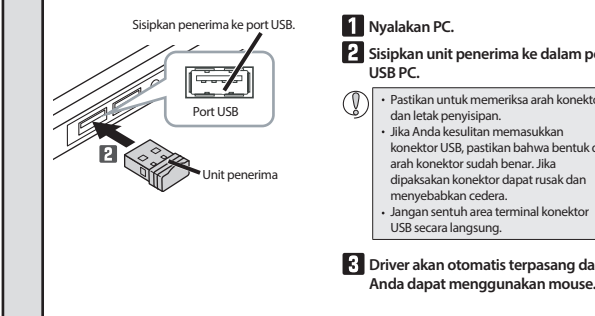 Sisipkan penerima ke port USB.
Port USB
2
Unit penerima
1 Nyalakan PC.
2 Sisipkan unit penerima ke dalam
USB PC.
• Pastikan untuk memeriksa arah
dan letak penyisipan.
• Jika Anda kesulitan memasukkan
konektor USB, pastikan bahwa bentuk
arah konektor sudah benar. Jika
dipaksakan konektor dapat rusak dan
menyebabkan cedera.
• Jangan sentuh area terminal konektor
USB secara langsung.
3 Driver akan otomatis terpasang
Anda dapat menggunakan mouse.